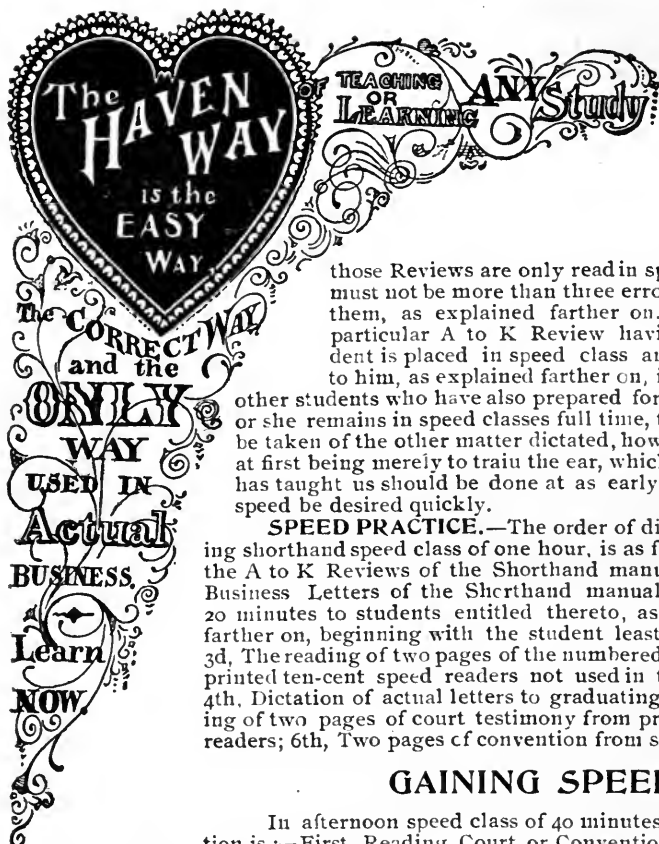 The
HAVEN
WAY
is the
EASY
WAY,
OF TEACHING
OR
LEARNING
ANY Study
The CORRECT WAY
and the
ONLY
WAY
USED IN
Actual
BUSINESS.
Learn
NOW.
those Reviews are only read in sp
must not be more than three erro
them, as explained farther on.
particular A to K Review havi
dent is placed in speed class an
to him, as explained farther on, i
other students who have also prepared for
or she remains in speed classes full time, t
be taken of the other matter dictated, how
at first being merely to train the ear, which
has taught us should be done at as early
speed be desired quickly.
SPEED PRACTICE.—The order of di
ing shorthand speed class of one hour, is as f
the A to K Reviews of the Shorthand manu
Business Letters of the Shorthand manual
20 minutes to students entitled thereto, as
farther on, beginning with the student least
3d, The reading of two pages of the numbered
printed ten-cent speed readers not used in t
4th, Dictation of actual letters to graduating
ing of two pages of court testimony from pr
readers; 6th, Two pages cf convention from s
GAINING SPEE
In afternoon speed class of 40 minutes
tion is:—First, Reading Court or Conventio